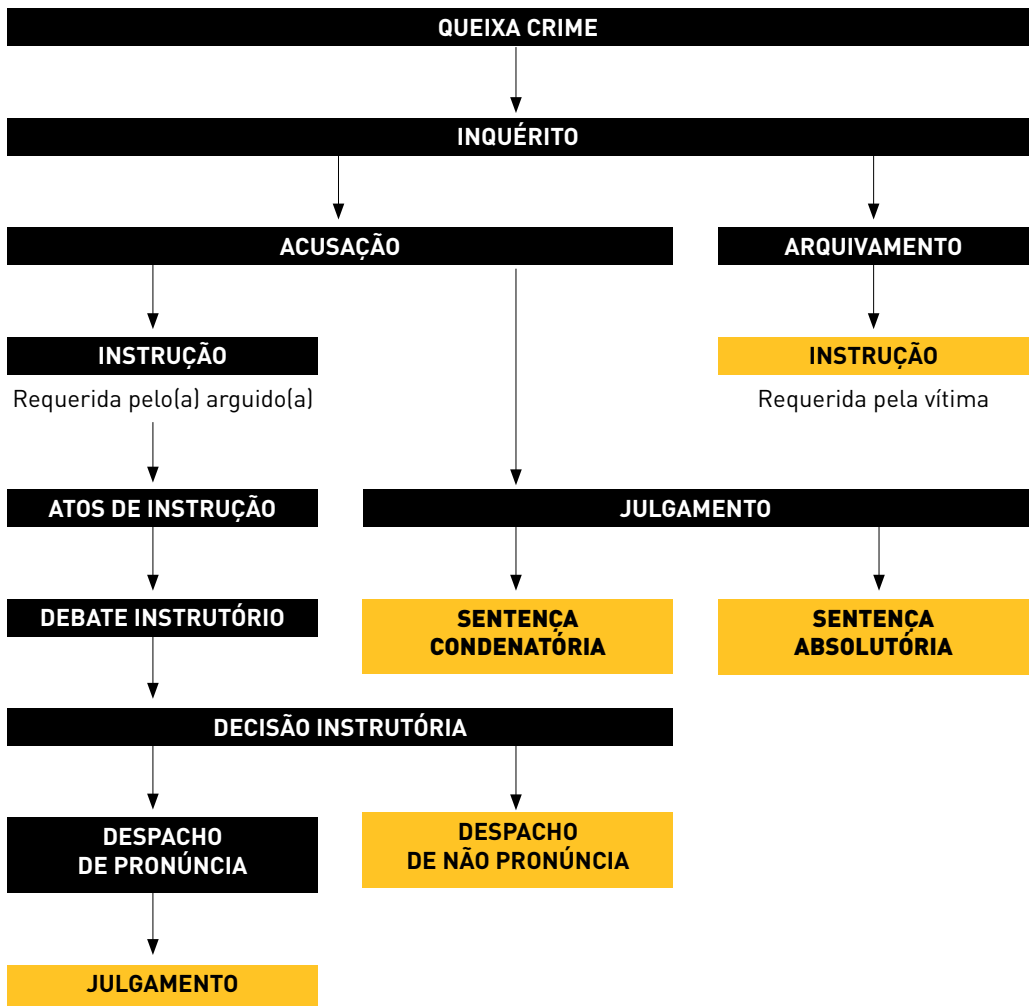 QUEIXA CRIME
INQUÉRITO
ACUSAÇÃO
ARQUIVAMENTO
INSTRUÇÃO
Requerida pelo(a) arguido(a)
INSTRUÇÃO
Requerida pela vítima
ATOS DE INSTRUÇÃO
JULGAMENTO
DEBATE INSTRUTÓRIO
SENTENÇA
CONDENATÓRIA
SENTENÇA
ABSOLUTÓRIA
DECISÃO INSTRUTÓRIA
DESPACHO
DE PRONÚNCIA
DESPACHO
DE NÃO PRONÚNCIA
JULGAMENTO